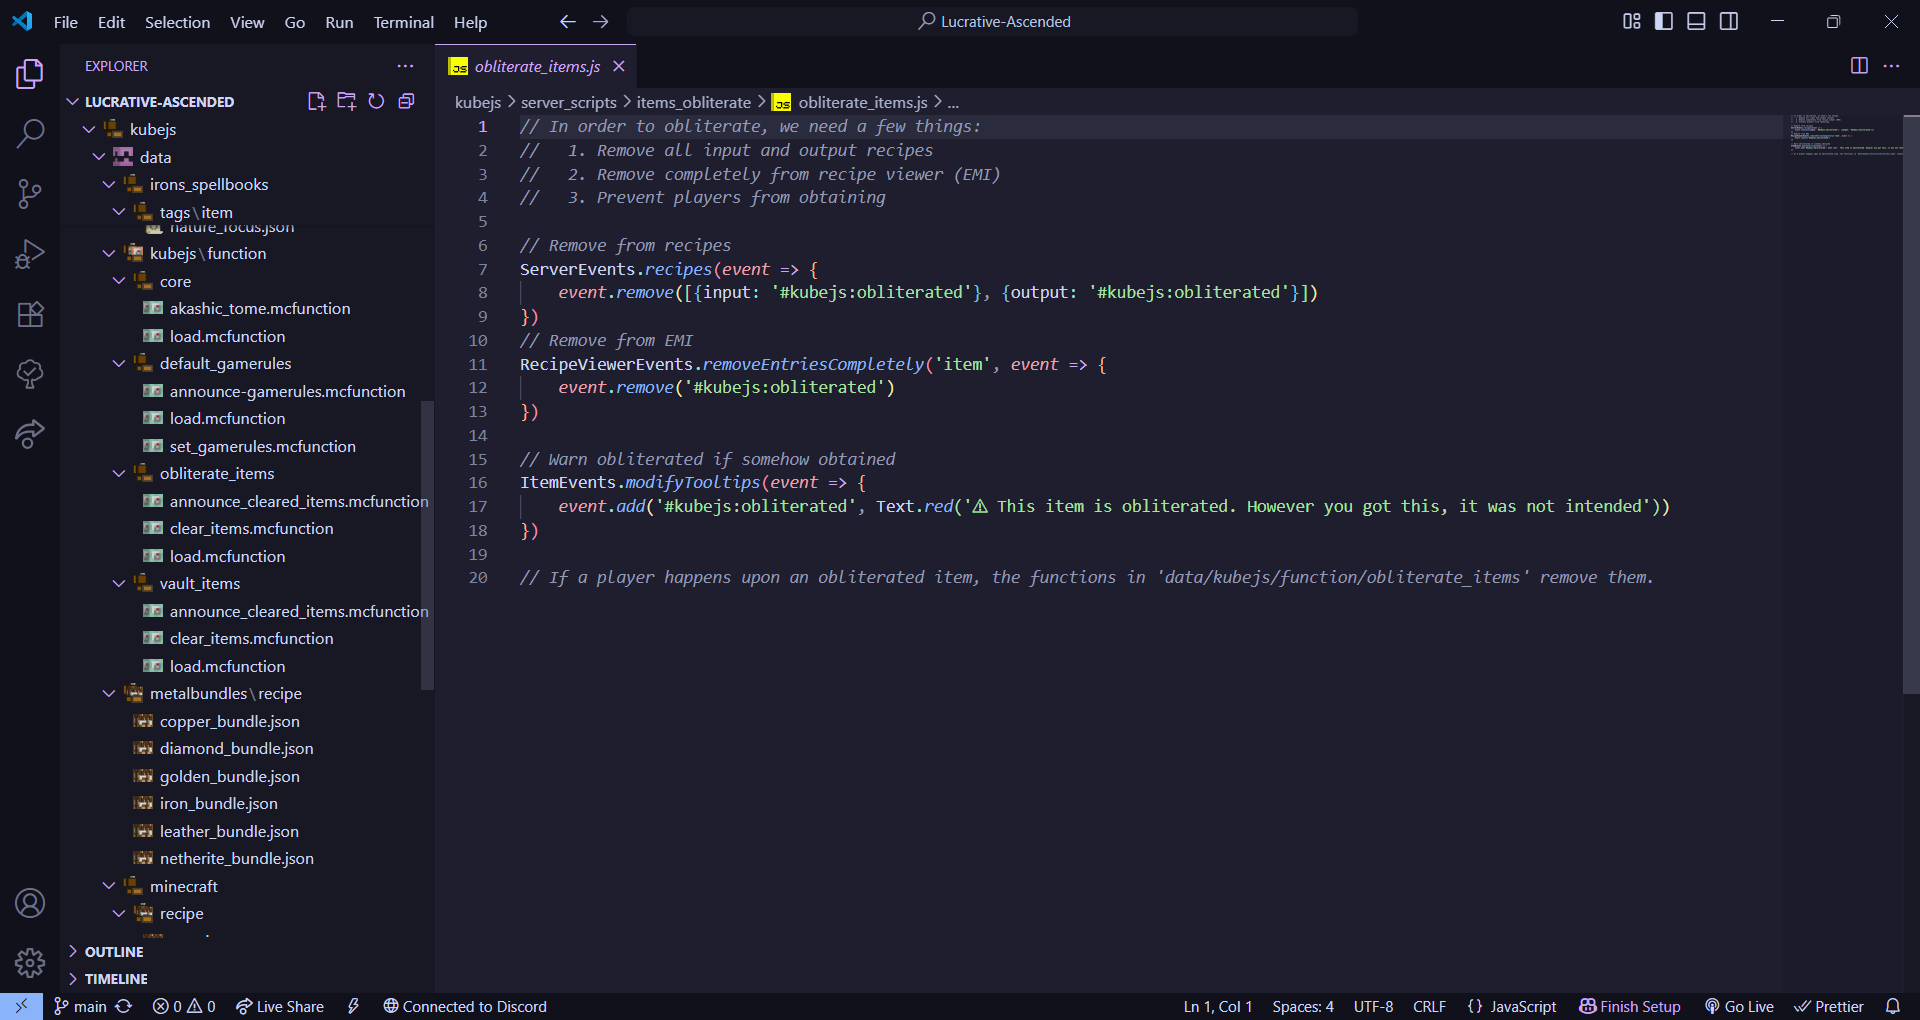 File Edit Selection View Go Run Terminal Help
Lucrative-Ascended
EXPLORER
LUCRATIVE-ASCENDED
kubejs
data
irons_spellbooks
tags\item
nature_focus.json
kubejs\function
core
akashic_tome.mcfunction
load.mcfunction
default_gamerules
announce-gamerules.mcfunction
load.mcfunction
set_gamerules.mcfunction
obliterate_items
announce_cleared_items.mcfunction
clear_items.mcfunction
load.mcfunction
vault_items
announce_cleared_items.mcfunction
clear_items.mcfunction
load.mcfunction
metalbundles\recipe
copper_bundle.json
diamond_bundle.json
golden_bundle.json
iron_bundle.json
leather_bundle.json
netherite_bundle.json
minecraft
recipe
OUTLINE
TIMELINE
JS obliterate_items.js
kubejs > server_scripts > items_obliterate > JS obliterate_items.js > ...
1 // In order to obliterate, we need a few things:
2 //   1. Remove all input and output recipes
3 //   2. Remove completely from recipe viewer (EMI)
4 //   3. Prevent players from obtaining
5
6 // Remove from recipes
7 ServerEvents.recipes(event => {
8     event.remove([{input: '#kubejs:obliterated'}, {output: '#kubejs:obliterated'}])
9 })
10 // Remove from EMI
11 RecipeViewerEvents.removeEntriesCompletely('item', event => {
12     event.remove('#kubejs:obliterated')
13 })
14
15 // Warn obliterated if somehow obtained
16 ItemEvents.modifyTooltips(event => {
17     event.add('#kubejs:obliterated', Text.red('⚠ This item is obliterated. However you got this, it was not intended'))
18 })
19
20 // If a player happens upon an obliterated item, the functions in 'data/kubejs/function/obliterate_items' remove them.
main 0 0 Live Share Connected to Discord Ln 1, Col 1 Spaces: 4 UTF-8 CRLF {} JavaScript Finish Setup Go Live Prettier